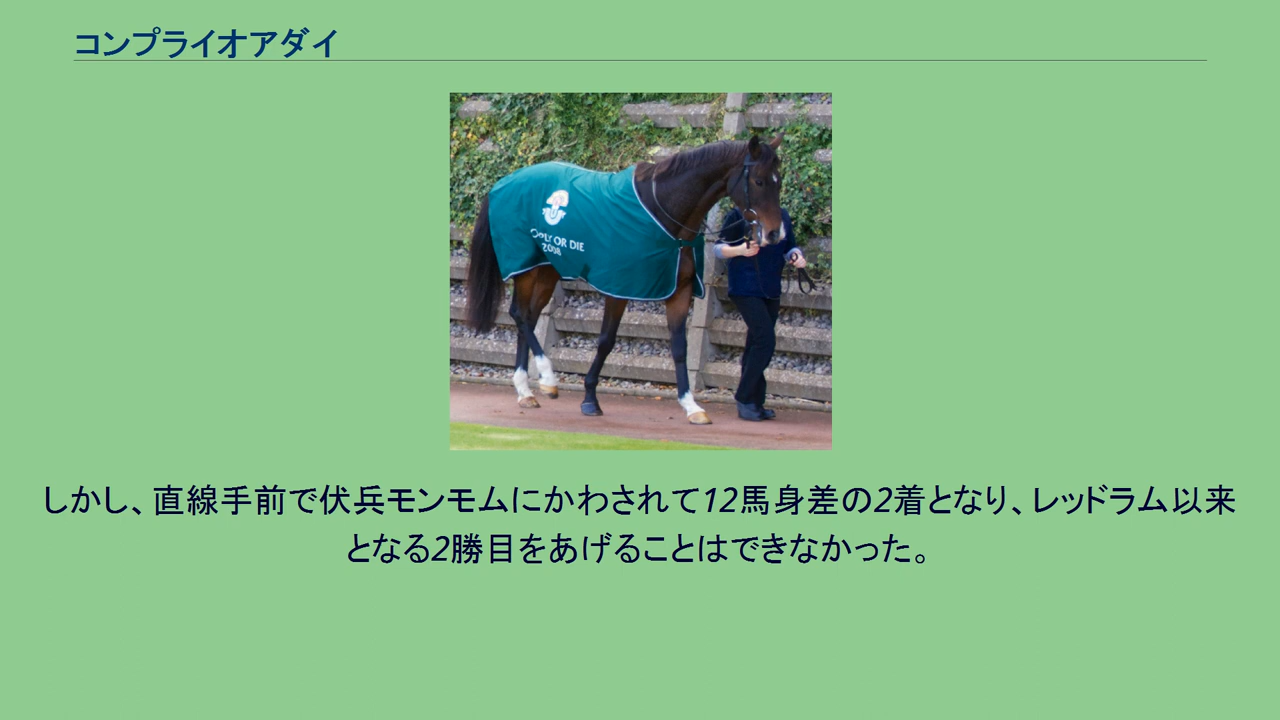 コンプライオアダイ
OR DIE
2008
しかし、直線手前で伏兵モンモムにかわされて12馬身差の2着となり、レッドラム以来
となる2勝目をあげることはできなかった。